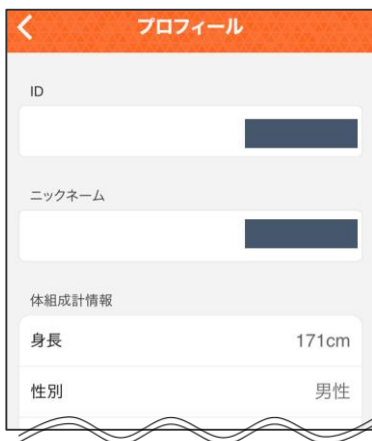 プロフィール
ID
ニックネーム
体組成計情報
身長 171cm
性別 男性